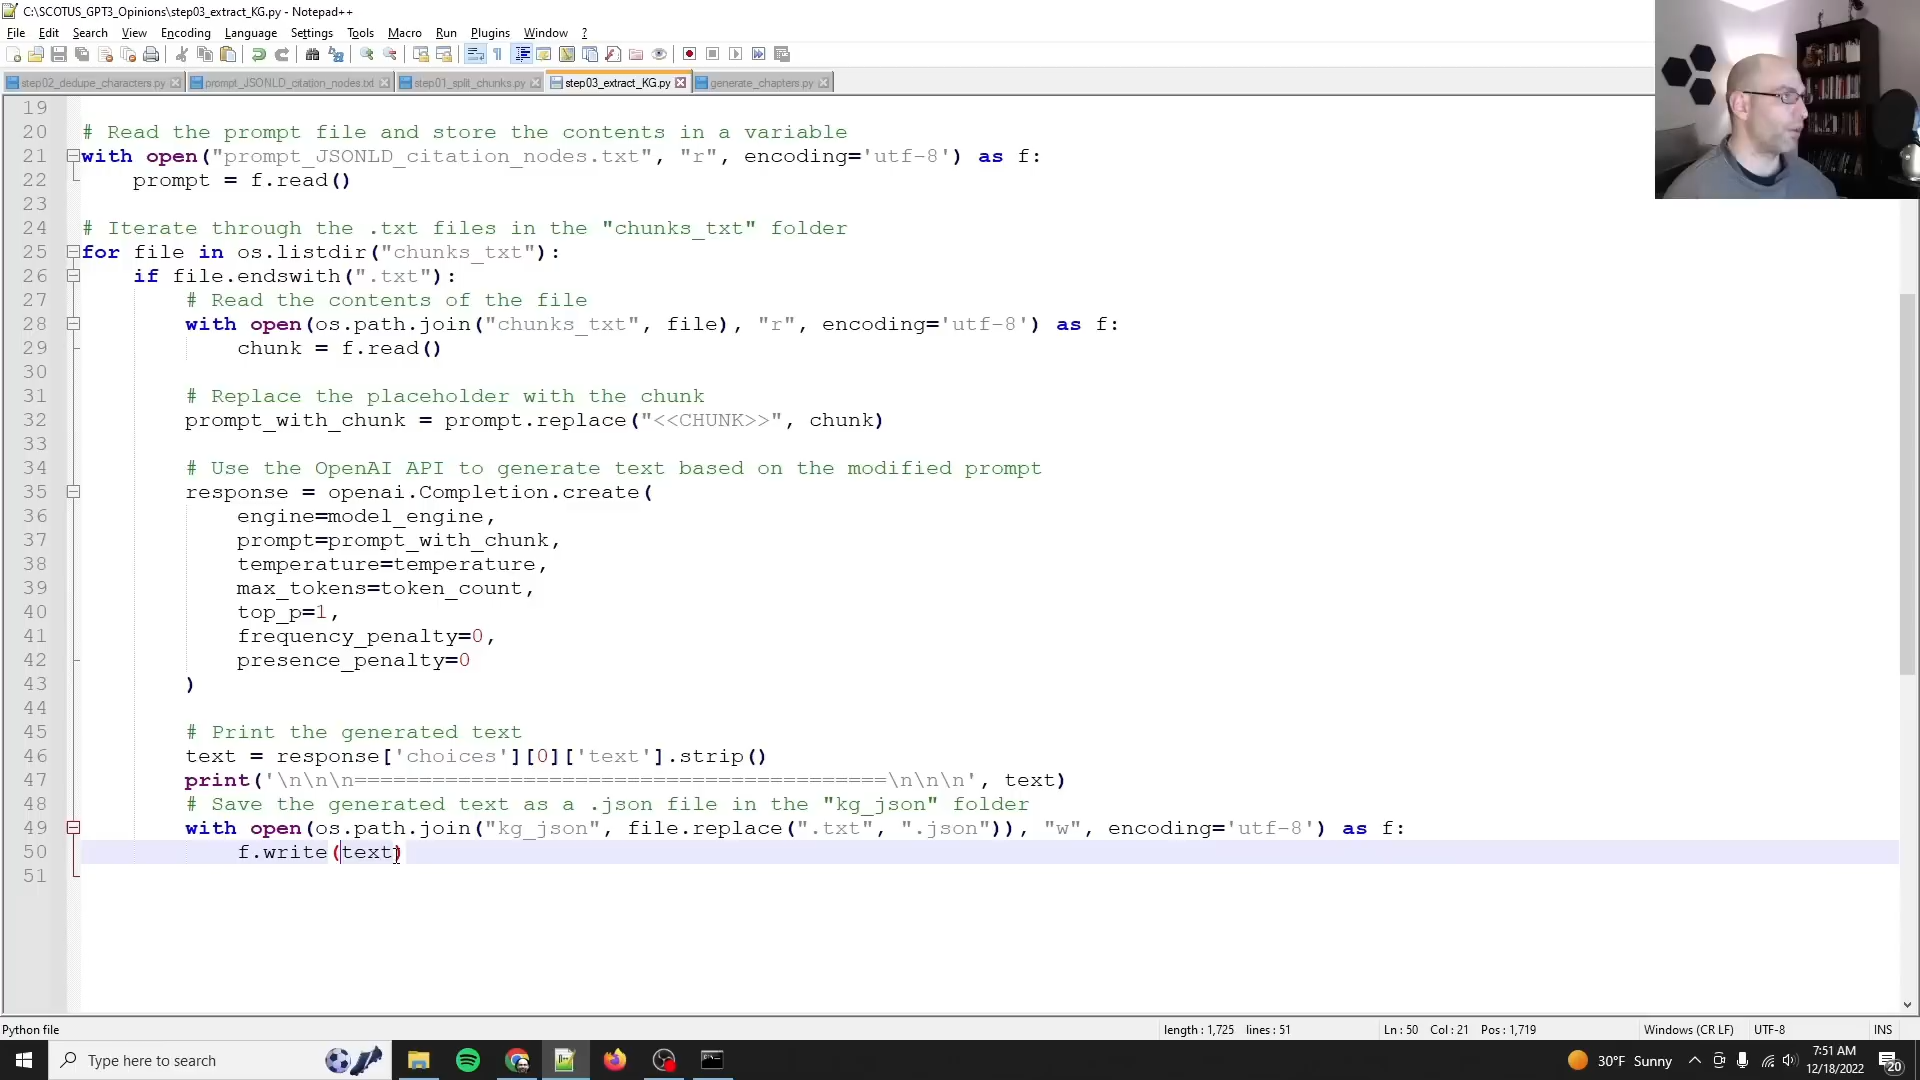 C:\SCOTUS_GPT3_Opinions\step03_extract_KG.py - Notepad++
File Edit Search View Encoding Language Settings Tools Macro Run Plugins Window ?
step02_dedupe_characters.py prompt_JSONLD_citation_nodes.txt step01_split_chunks.py step03_extract_KG.py generate_chapters.py
19
20 # Read the prompt file and store the contents in a variable
21 with open("prompt_JSONLD_citation_nodes.txt", "r", encoding='utf-8') as f:
22     prompt = f.read()
23
24 # Iterate through the .txt files in the "chunks_txt" folder
25 for file in os.listdir("chunks_txt"):
26     if file.endswith(".txt"):
27         # Read the contents of the file
28         with open(os.path.join("chunks_txt", file), "r", encoding='utf-8') as f:
29             chunk = f.read()
30
31         # Replace the placeholder with the chunk
32         prompt_with_chunk = prompt.replace("<<CHUNK>>", chunk)
33
34         # Use the OpenAI API to generate text based on the modified prompt
35         response = openai.Completion.create(
36             engine=model_engine,
37             prompt=prompt_with_chunk,
38             temperature=temperature,
39             max_tokens=token_count,
40             top_p=1,
41             frequency_penalty=0,
42             presence_penalty=0
43         )
44
45         # Print the generated text
46         text = response['choices'][0]['text'].strip()
47         print('\n\n\n=========================================\n\n\n', text)
48         # Save the generated text as a .json file in the "kg_json" folder
49         with open(os.path.join("kg_json", file.replace(".txt", ".json")), "w", encoding='utf-8') as f:
50             f.write(text)
51
Python file length : 1,725 lines : 51 Ln : 50 Col : 21 Pos : 1,719 Windows (CR LF) UTF-8 INS
Type here to search 30°F Sunny 7:51 AM
12/18/2022 20